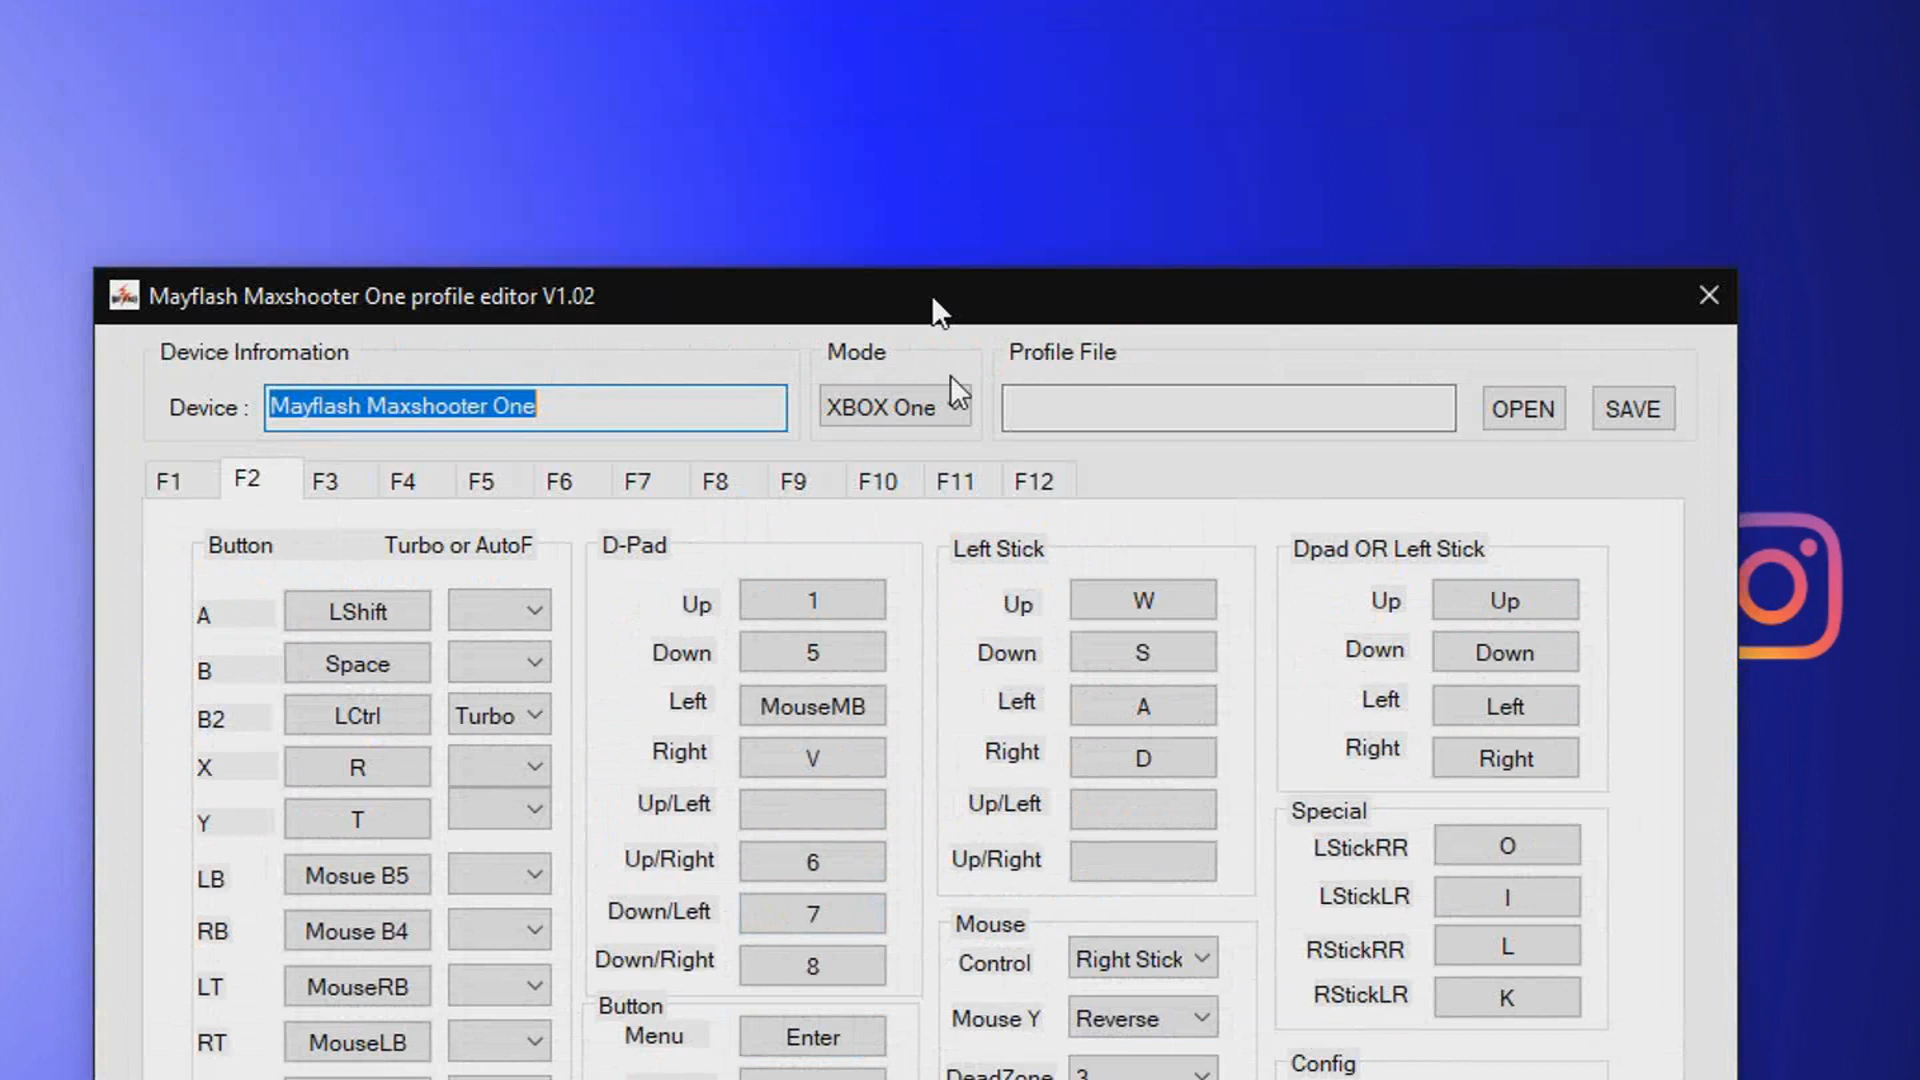 Mayflash Maxshooter One profile editor V1.02
Device Infromation
Device :
Mayflash Maxshooter One
Mode
XBOX One
Profile File
OPEN
SAVE
F1
F2
F3
F4
F5
F6
F7
F8
F9
F10
F11
F12
Button
Turbo or AutoF
A
LShift
B
Space
B2
LCtrl
Turbo
X
R
Y
T
LB
Mosue B5
RB
Mouse B4
LT
MouseRB
RT
MouseLB
D-Pad
Up
1
Down
5
Left
MouseMB
Right
V
Up/Left
Up/Right
6
Down/Left
7
Down/Right
8
Button
Menu
Enter
Left Stick
Up
W
Down
S
Left
A
Right
D
Up/Left
Up/Right
Mouse
Control
Right Stick
Mouse Y
Reverse
DeadZone
3
Dpad OR Left Stick
Up
Up
Down
Down
Left
Left
Right
Right
Special
LStickRR
O
LStickLR
I
RStickRR
L
RStickLR
K
Config